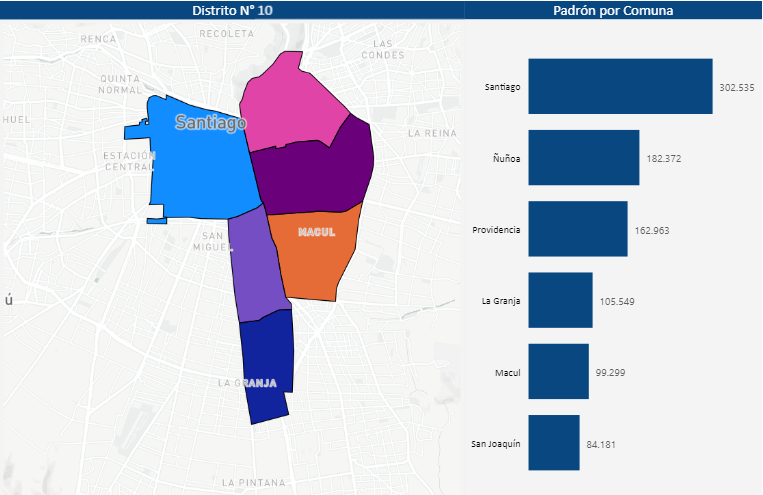 Distrito N° 10
Padrón por Comuna
RENCA
RECOLETA
LAS
CONDES
QUINTA
NORMAL
HUEL
Santiago
LA REINA
ESTACIÓN
CENTRAL
SAN
MIGUEL
MACUL
ú
LA GRANJA
LA PINTANA
Santiago 302.535
Ñuñoa 182.372
Providencia 162.963
La Granja 105.549
Macul 99.299
San Joaquín 84.181